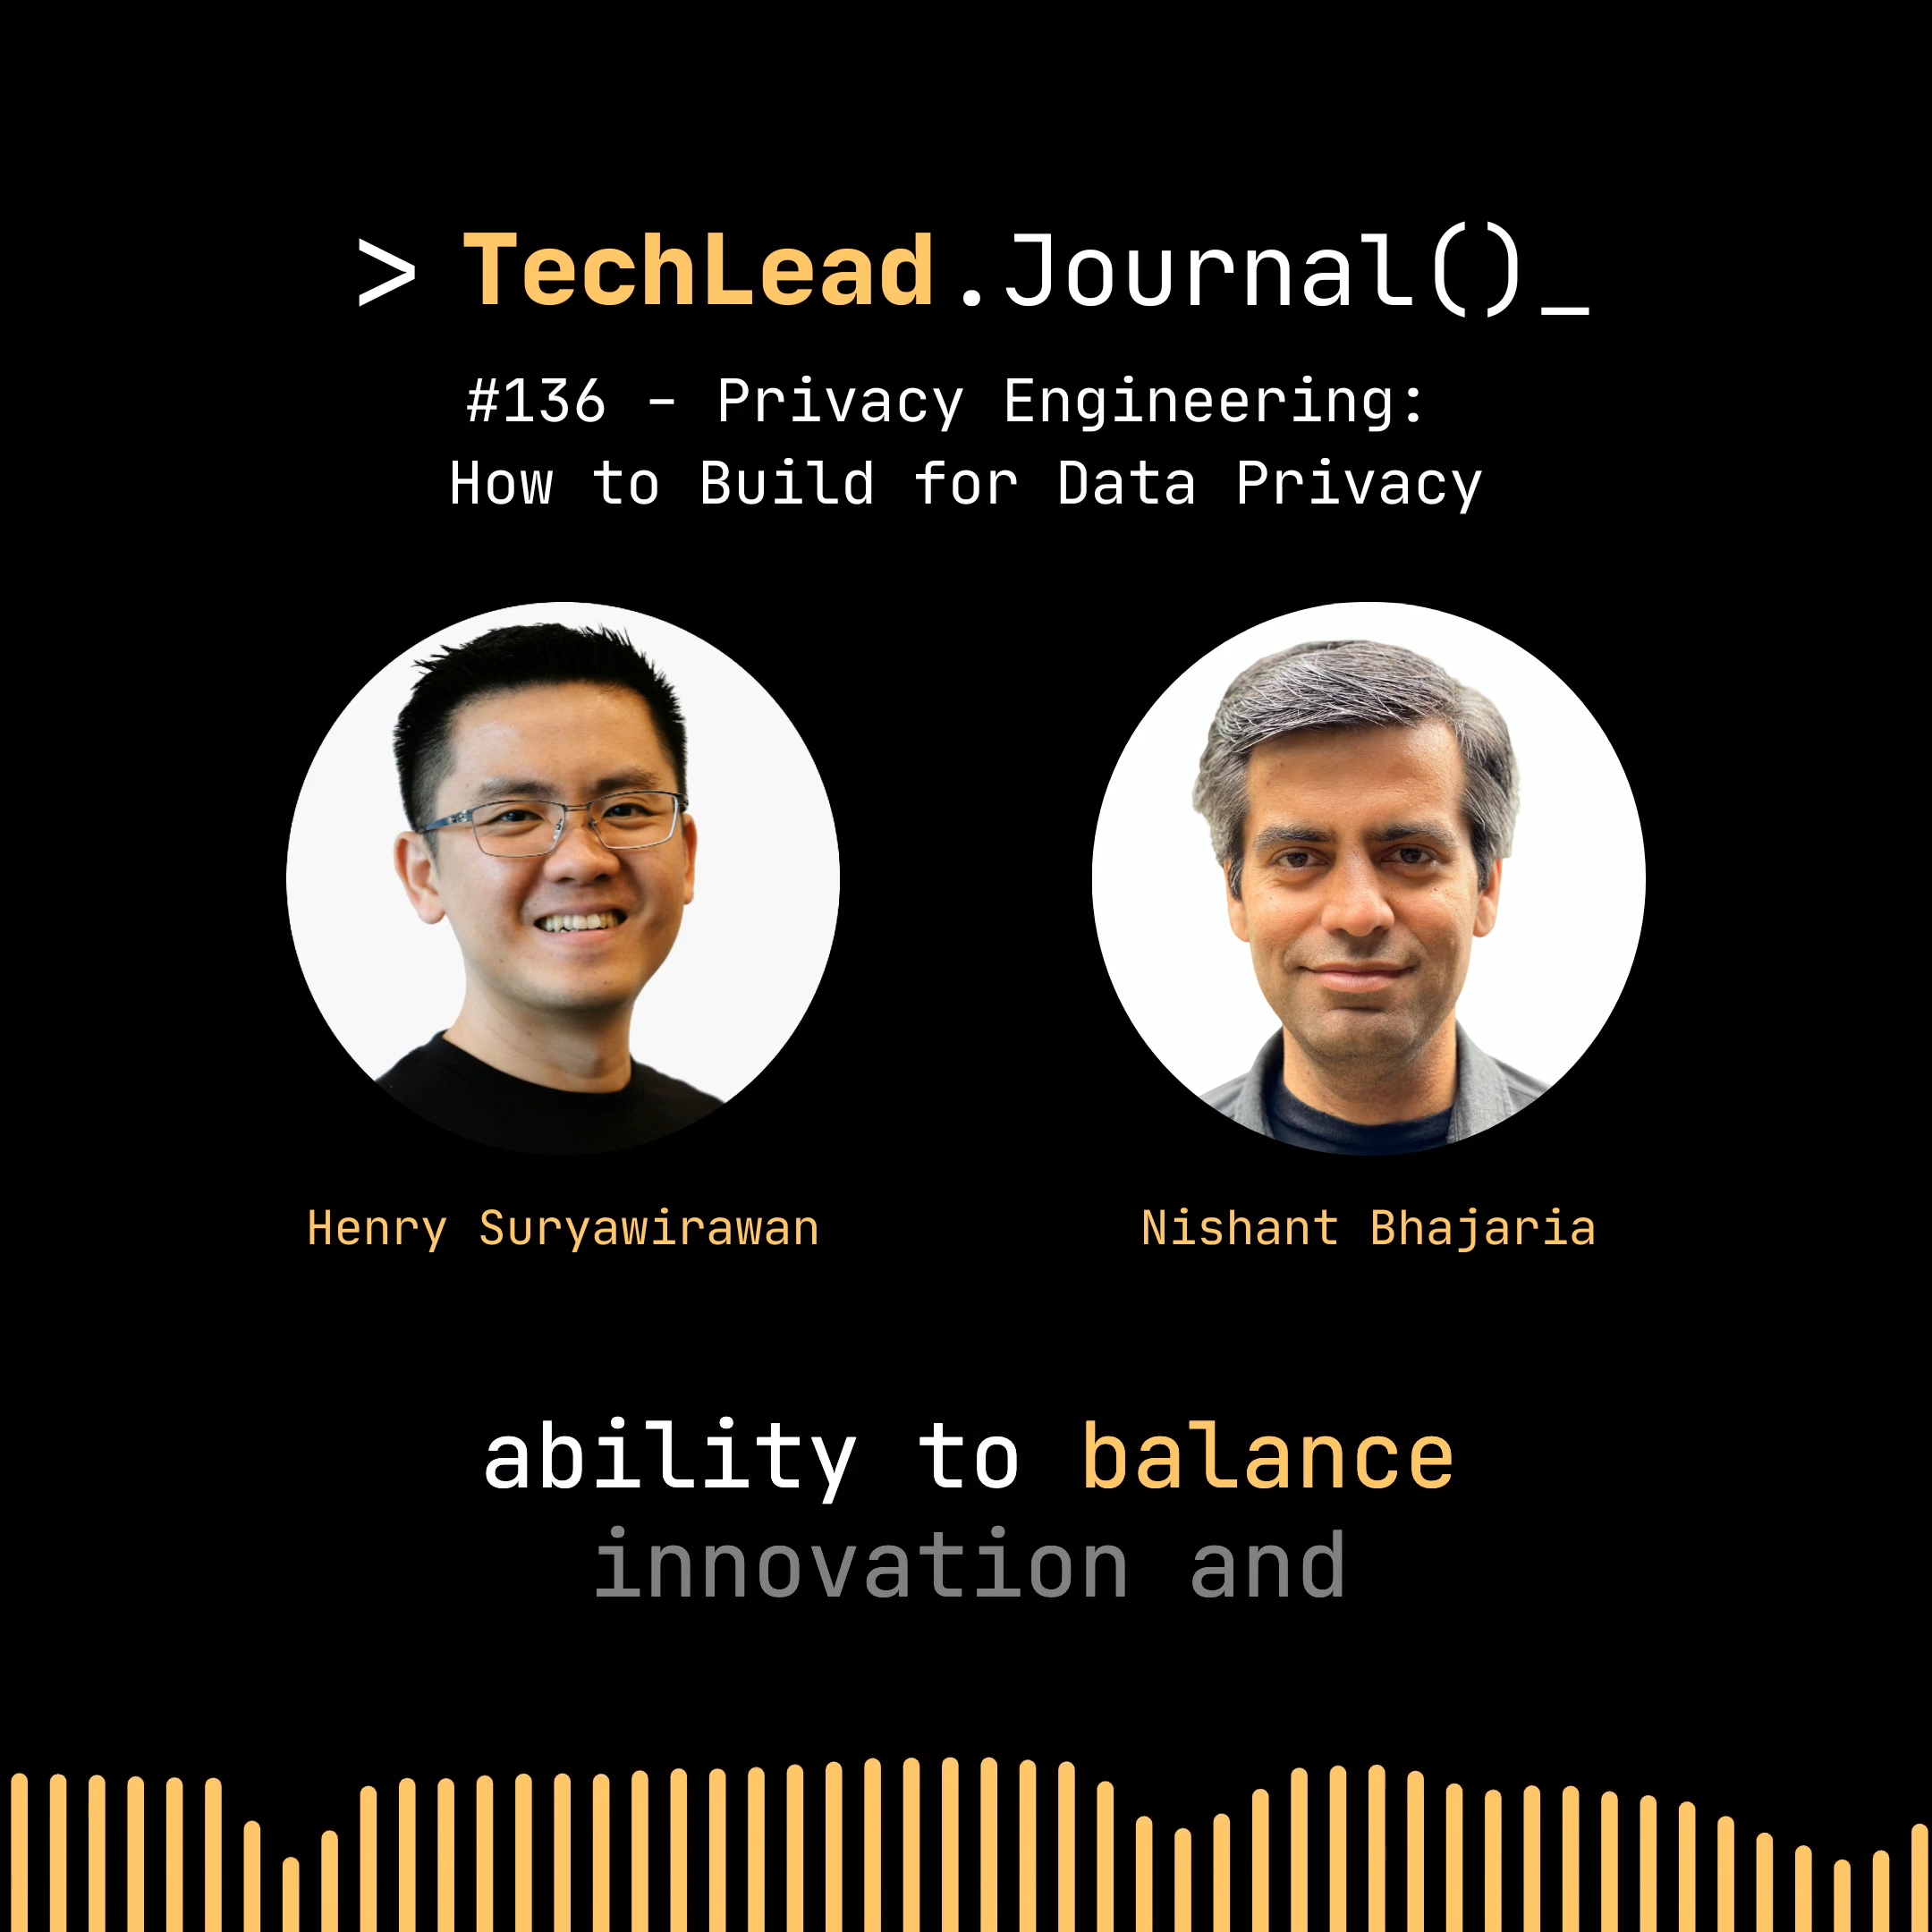 > TechLead.Journal()_
#136 - Privacy Engineering:
How to Build for Data Privacy
Henry Suryawirawan
Nishant Bhajaria
ability to balance
innovation and